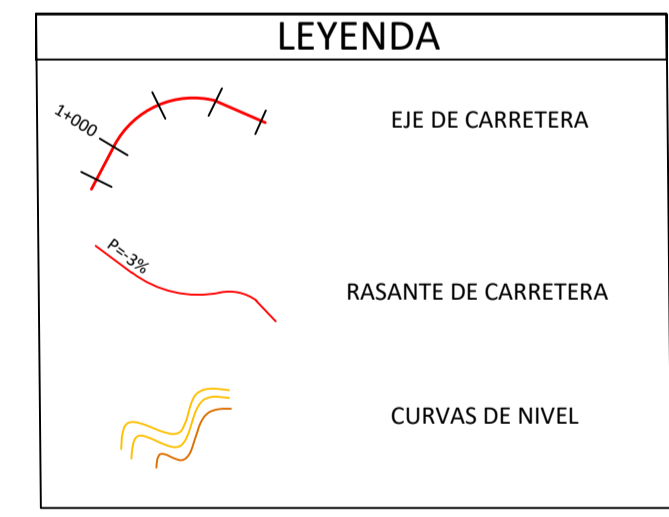 LEYENDA
1+000
EJE DE CARRETERA
P=-3%
RASANTE DE CARRETERA
CURVAS DE NIVEL